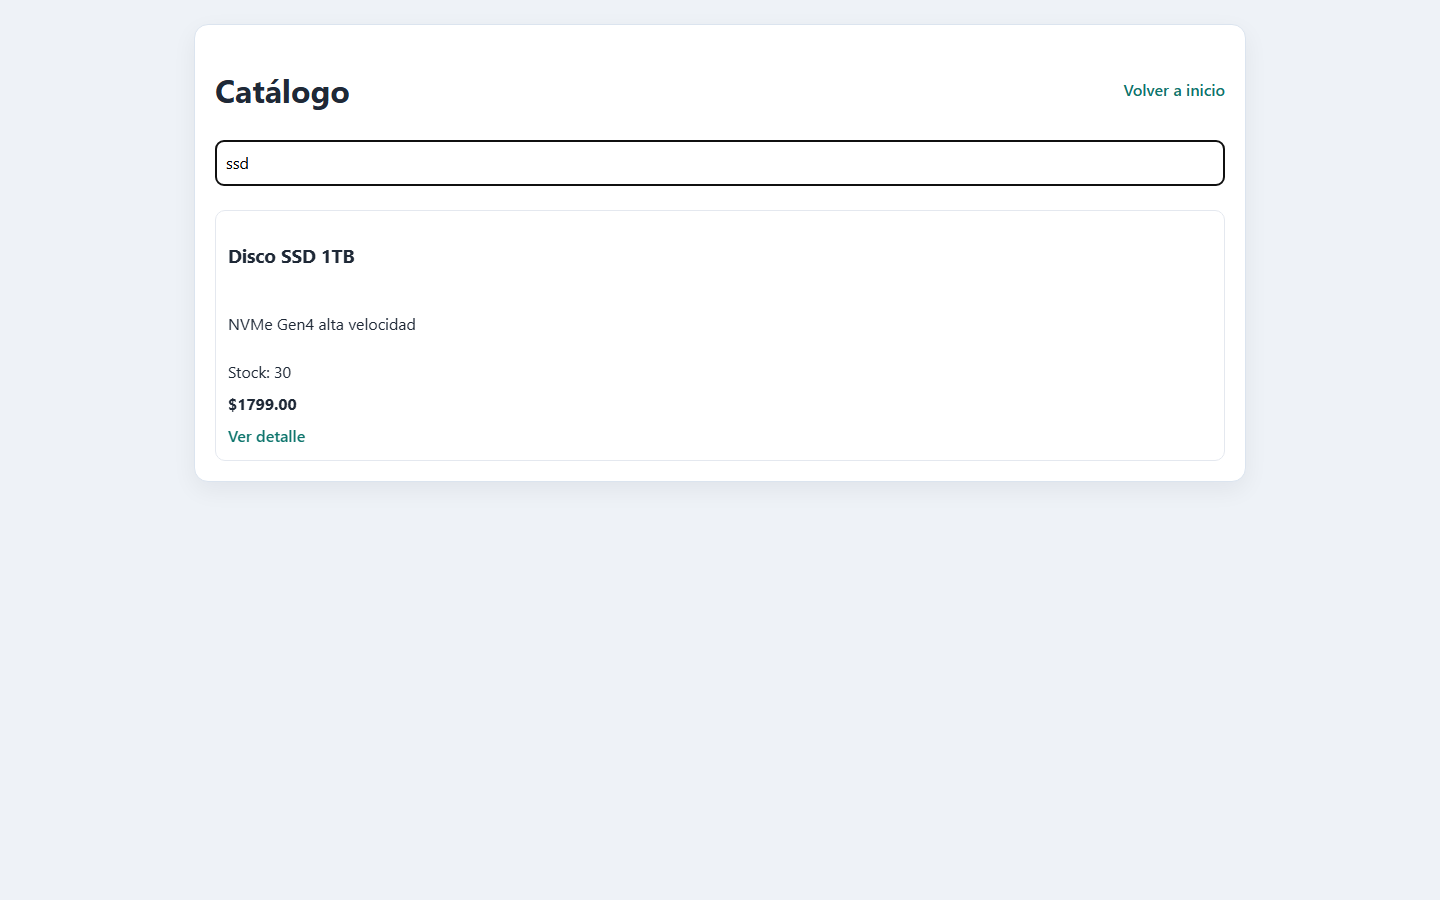 Catálogo
Volver a inicio
ssd
Disco SSD 1TB
NVMe Gen4 alta velocidad
Stock: 30
$1799.00
Ver detalle